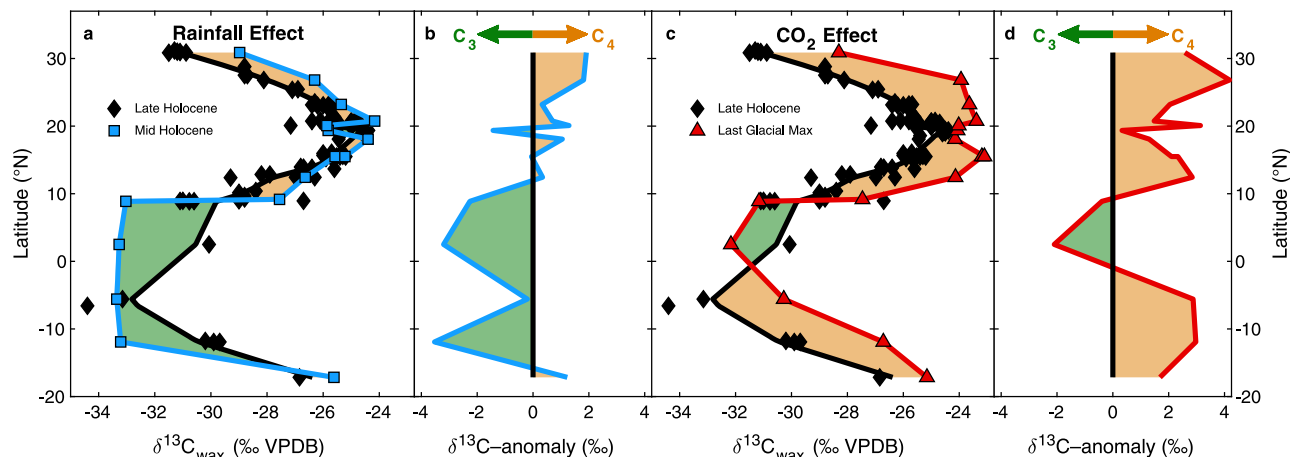 a
Rainfall Effect
Late Holocene
Mid Holocene
Latitude (°N)
30
20
10
0
-10
-20
-34 -32 -30 -28 -26 -24
δ¹³C_wax (‰ VPDB)
b
C₃ C₄
-4 -2 0 2 4
δ¹³C–anomaly (‰)
c
CO₂ Effect
Late Holocene
Last Glacial Max
Latitude (°N)
-34 -32 -30 -28 -26 -24
δ¹³C_wax (‰ VPDB)
d
C₃ C₄
-4 -2 0 2 4
δ¹³C–anomaly (‰)
30
20
10
0
-10
-20
Latitude (°N)